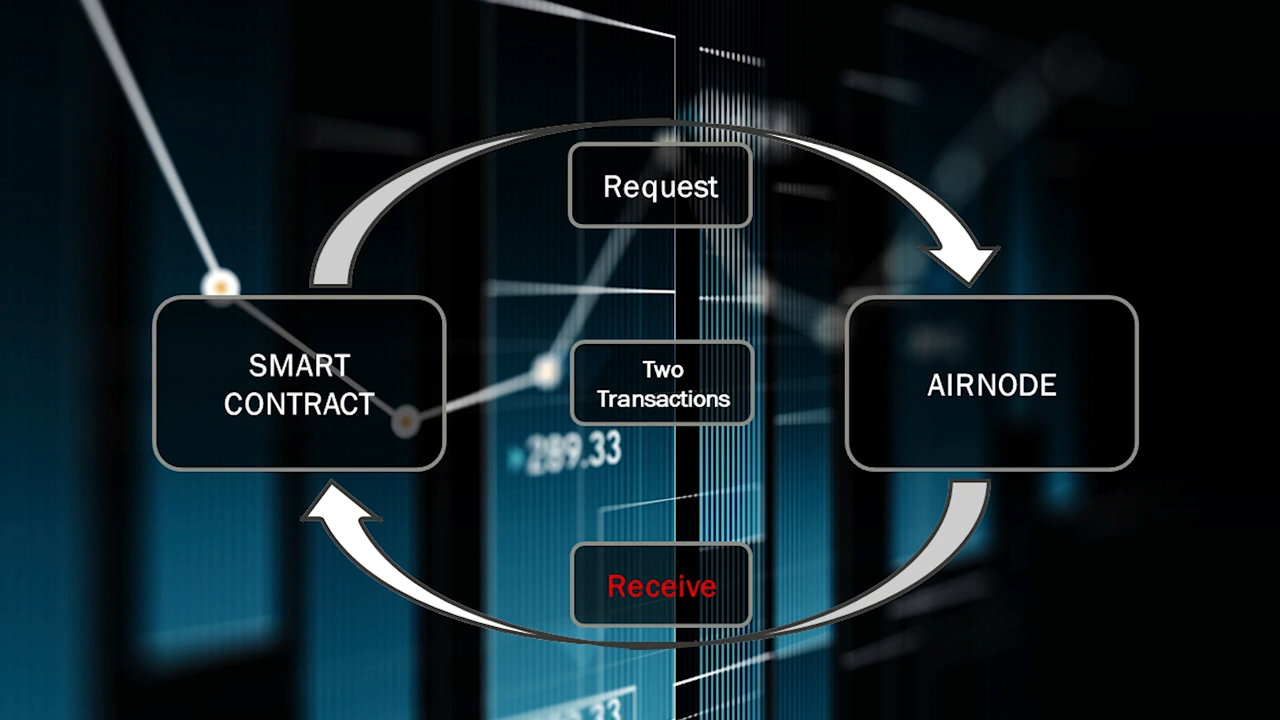 Request
SMART
CONTRACT
Two
Transactions
AIRNODE
289.33
Receive